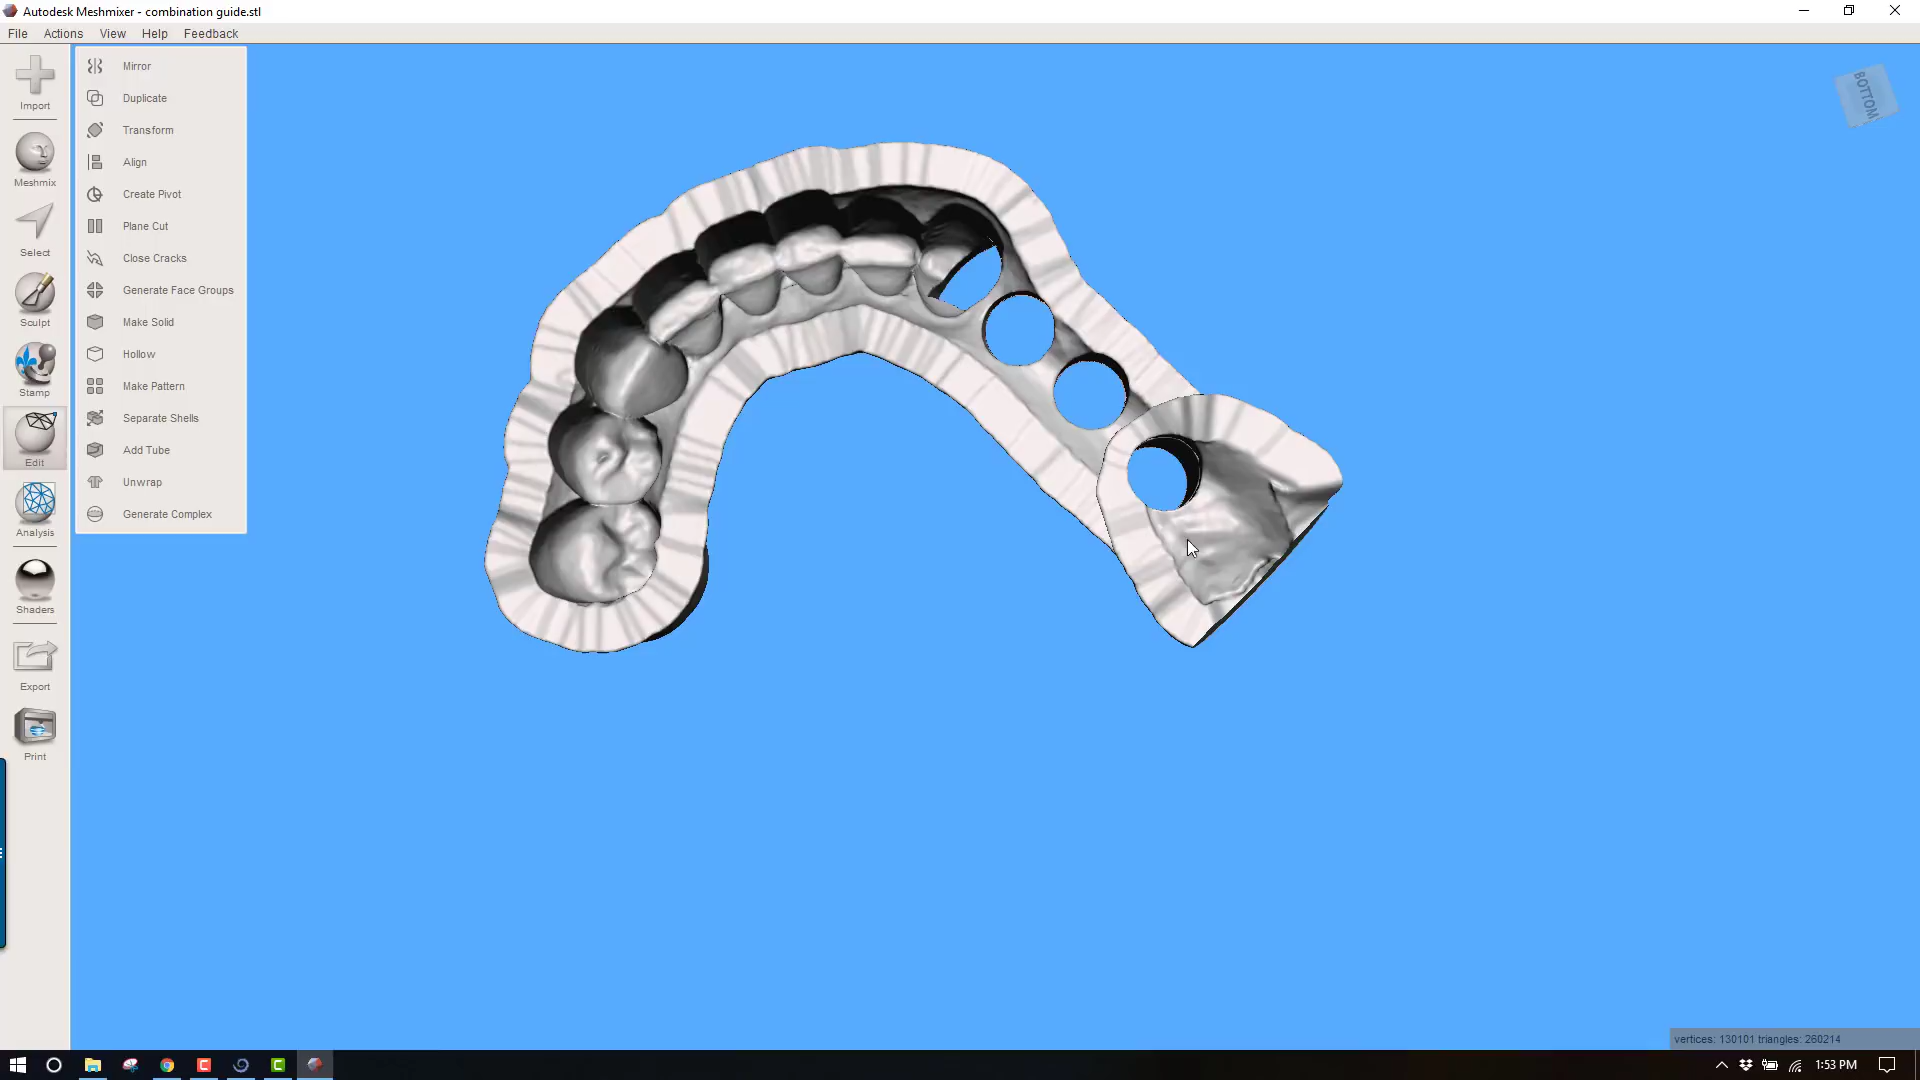 Autodesk Meshmixer - combination guide.stl
File Actions View Help Feedback
Import
Meshmix
Select
Sculpt
Stamp
Edit
Analysis
Shaders
Export
Print
Mirror
Duplicate
Transform
Align
Create Pivot
Plane Cut
Close Cracks
Generate Face Groups
Make Solid
Hollow
Make Pattern
Separate Shells
Add Tube
Unwrap
Generate Complex
BOTTOM
vertices: 130101 triangles: 260214
1:53 PM